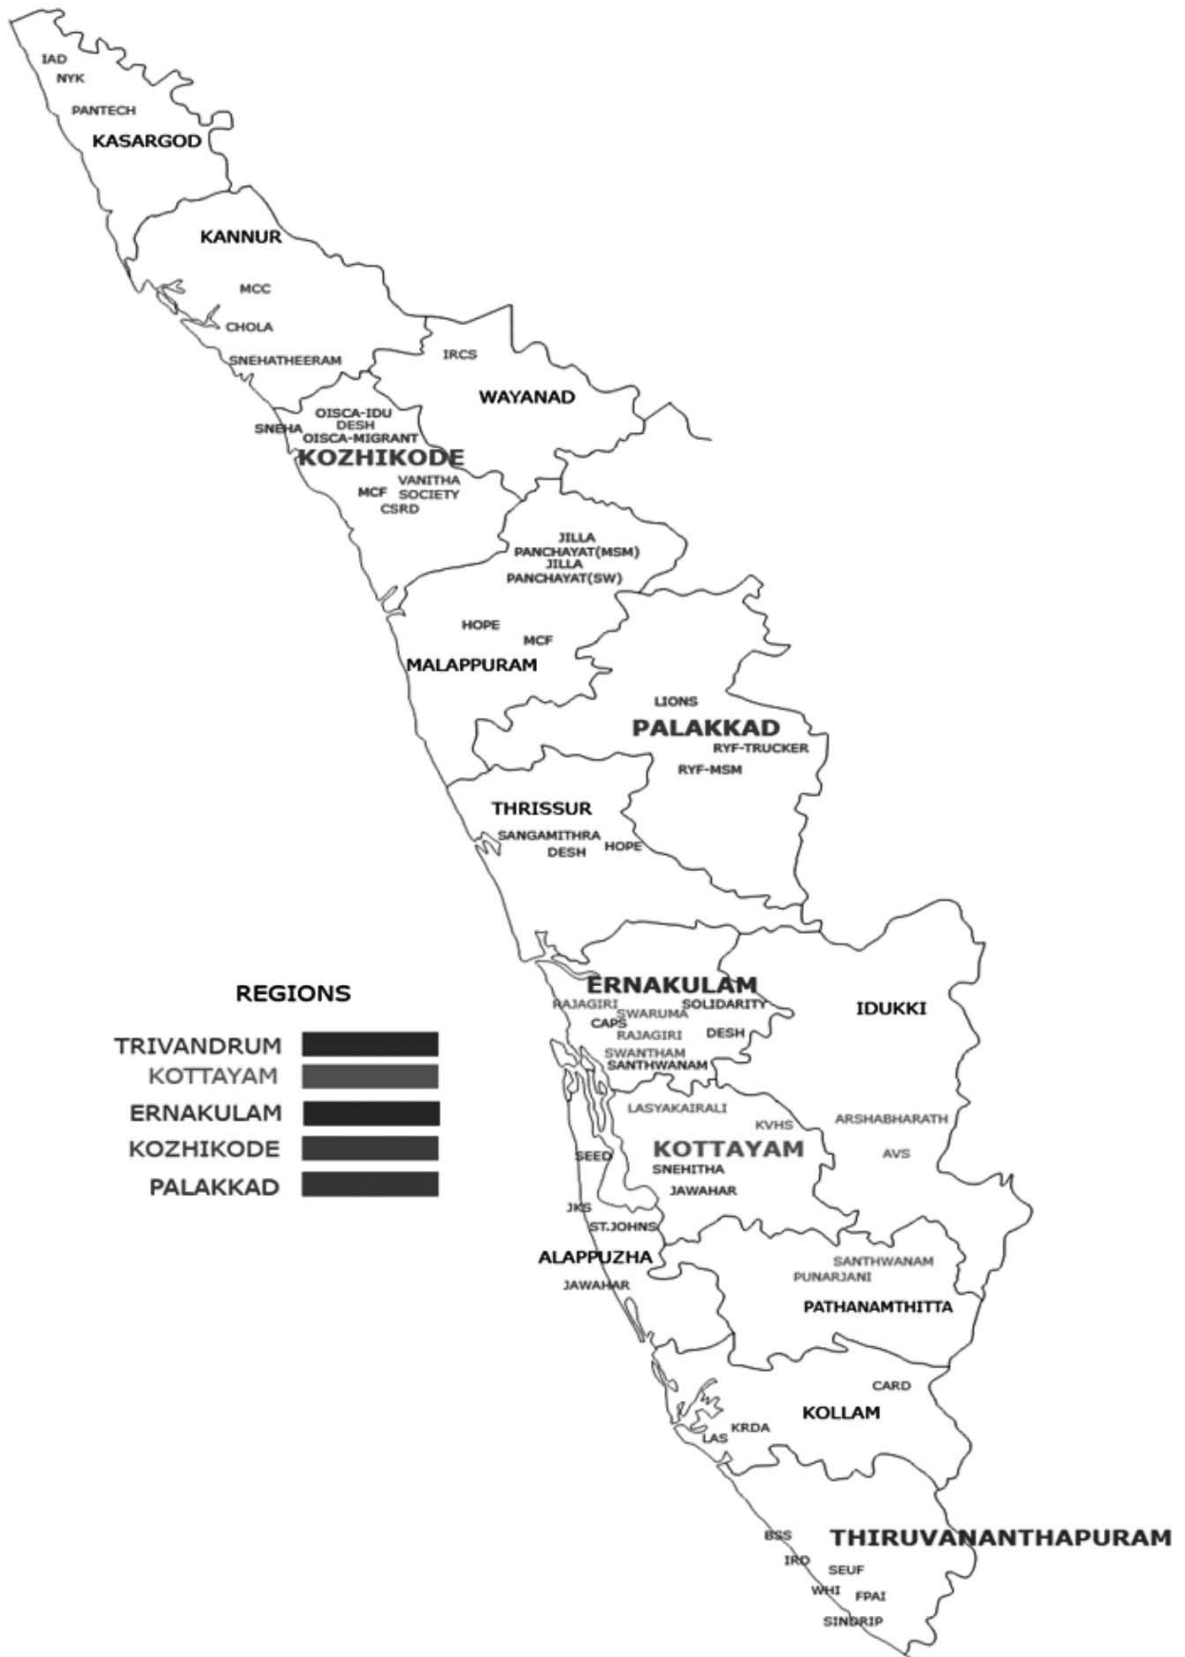 IAD
NYK
PANTECH
KASARGOD
KANNUR
MCC
CHOLA
SNEHATHEERAM
IRCS
WAYANAD
OISCA-IDU
SNEHA
DESH
OISCA-MIGRANT
KOZHIKODE
VANITHA
MCF SOCIETY
CSRD
JILLA
PANCHAYAT(MSM)
JILLA
PANCHAYAT(SW)
HOPE
MCF
MALAPPURAM
LIONS
PALAKKAD
RYF-TRUCKER
RYF-MSM
THRISSUR
SANGAMITHRA
DESH
HOPE
ERNAKULAM
RAJAGIRI
SOLIDARITY
SWARUMA
CAPS
RAJAGIRI
DESH
SWANTHAM
SANTHWANAM
IDUKKI
ARSHABHARATH
AVS
LASYAKAIRALI
KVHS
KOTTAYAM
SNEHITHA
JAWAHAR
SEED
JKS
ST.JOHNS
ALAPPUZHA
JAWAHAR
SANTHWANAM
PUNARJANI
PATHANAMTHITTA
CARD
KOLLAM
KRDA
LAS
BSS
THIRUVANANTHAPURAM
IRD
SEUF
WHI
FPAI
SINDRIP
REGIONS
TRIVANDRUM
KOTTAYAM
ERNAKULAM
KOZHIKODE
PALAKKAD